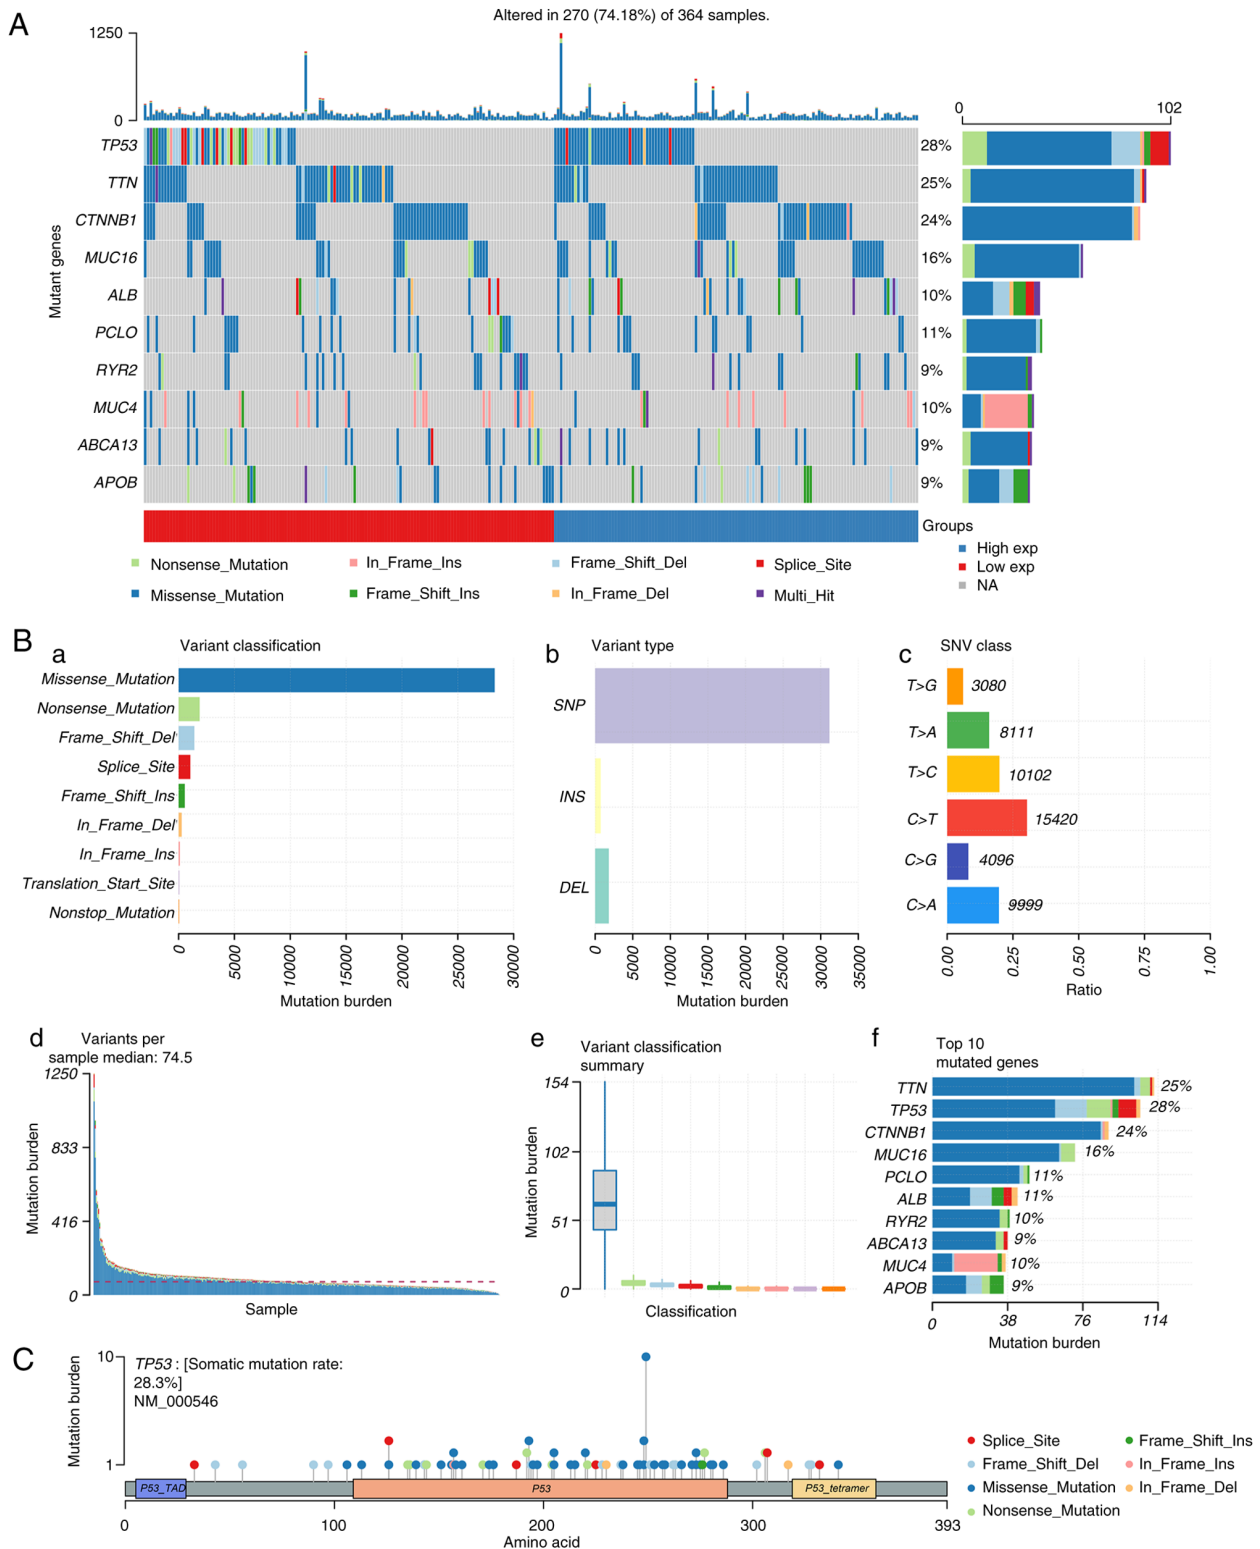 A
Altered in 270 (74.18%) of 364 samples.
1250
0
0
102
Mutant genes
TP53
28%
TTN
25%
CTNNB1
24%
MUC16
16%
ALB
10%
PCLO
11%
RYR2
9%
MUC4
10%
ABCA13
9%
APOB
9%
Groups
High exp
Low exp
NA
Nonsense_Mutation
In_Frame_Ins
Frame_Shift_Del
Splice_Site
Missense_Mutation
Frame_Shift_Ins
In_Frame_Del
Multi_Hit
B
a
Variant classification
Missense_Mutation
Nonsense_Mutation
Frame_Shift_Del
Splice_Site
Frame_Shift_Ins
In_Frame_Del
In_Frame_Ins
Translation_Start_Site
Nonstop_Mutation
0
5000
10000
15000
20000
25000
30000
Mutation burden
b
Variant type
SNP
INS
DEL
0
5000
10000
15000
20000
25000
30000
35000
Mutation burden
c
SNV class
T>G
3080
T>A
8111
T>C
10102
C>T
15420
C>G
4096
C>A
9999
0.00
0.25
0.50
0.75
1.00
Ratio
d
Variants per
sample median: 74.5
1250
833
416
0
Mutation burden
Sample
e
Variant classification
summary
154
102
51
0
Mutation burden
Classification
f
Top 10
mutated genes
TTN
25%
TP53
28%
CTNNB1
24%
MUC16
16%
PCLO
11%
ALB
11%
RYR2
10%
ABCA13
9%
MUC4
10%
APOB
9%
0
38
76
114
Mutation burden
C
Mutation burden
10
1
TP53 : [Somatic mutation rate:
28.3%]
NM_000546
P53_TAD
P53
P53_tetramer
0
100
200
300
393
Amino acid
Splice_Site
Frame_Shift_Ins
Frame_Shift_Del
In_Frame_Ins
Missense_Mutation
In_Frame_Del
Nonsense_Mutation